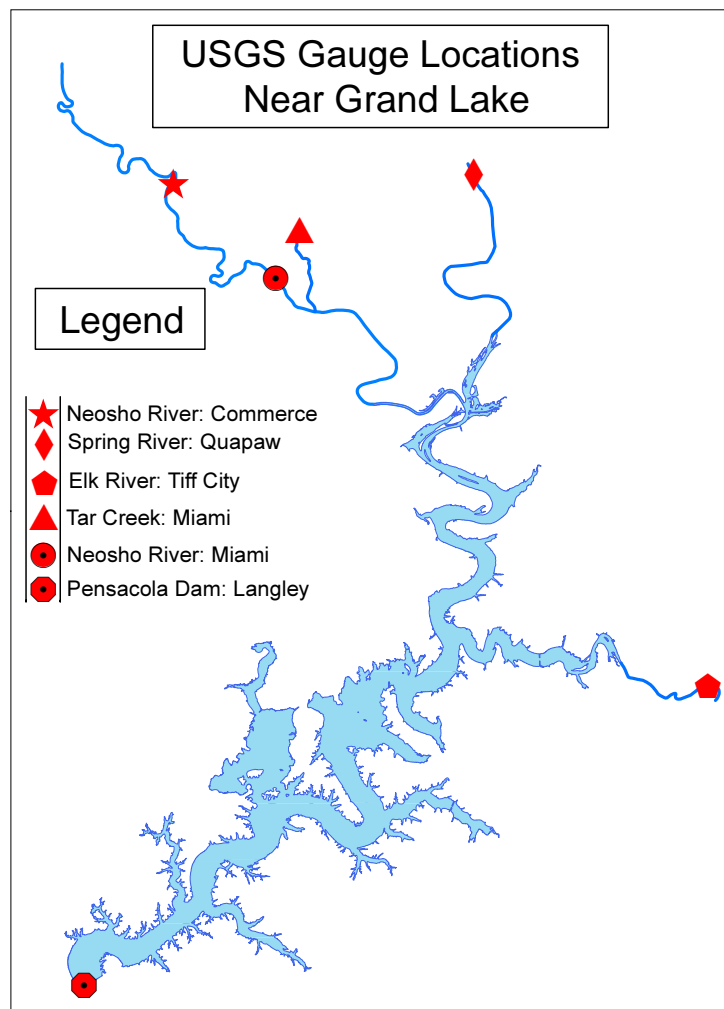 USGS Gauge Locations
Near Grand Lake
Legend
Neosho River: Commerce
Spring River: Quapaw
Elk River: Tiff City
Tar Creek: Miami
Neosho River: Miami
Pensacola Dam: Langley